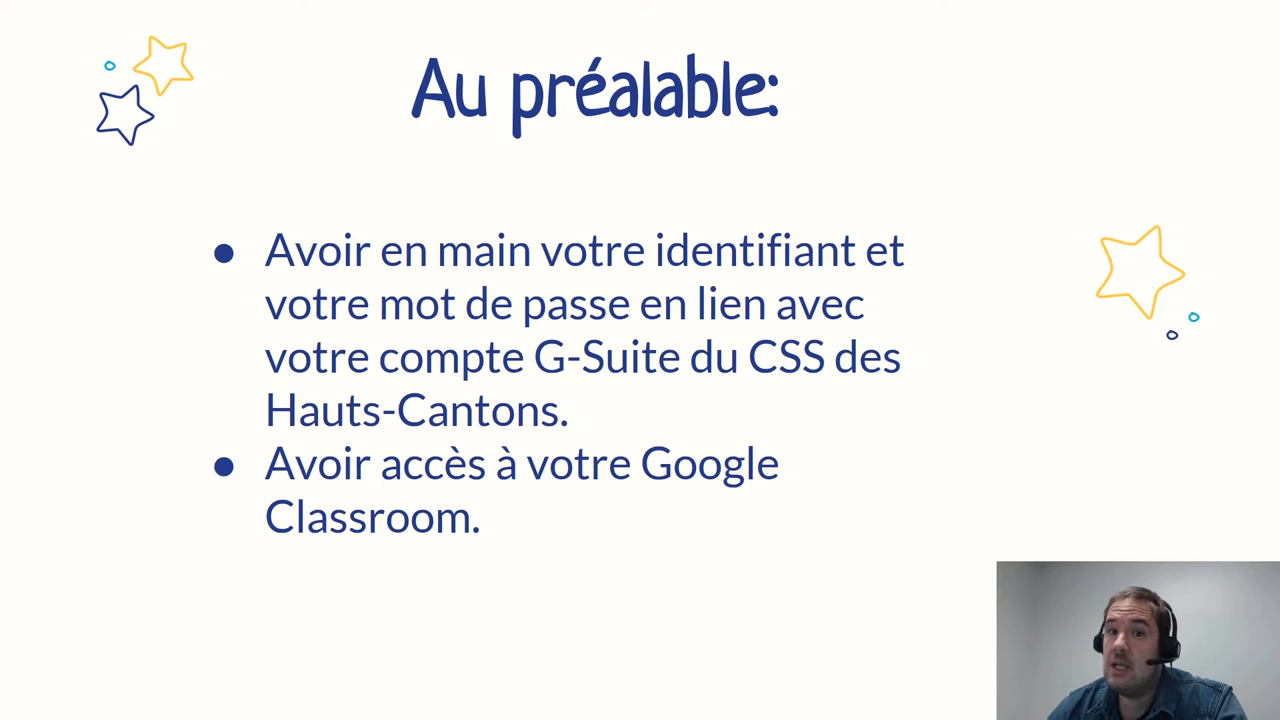 Au préalable:
● Avoir en main votre identifiant et
votre mot de passe en lien avec
votre compte G-Suite du CSS des
Hauts-Cantons.
● Avoir accès à votre Google
Classroom.